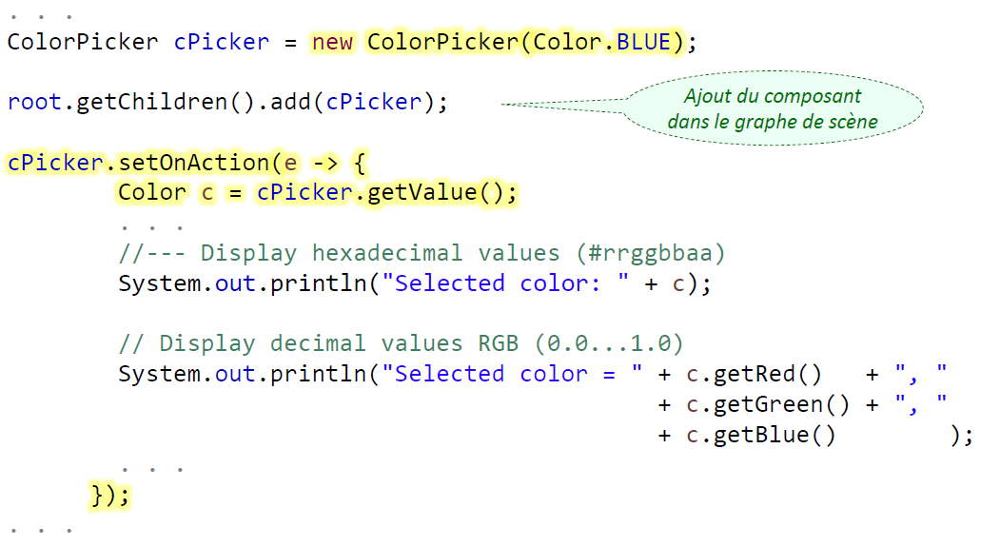 . . .
ColorPicker cPicker = new ColorPicker(Color.BLUE);
root.getChildren().add(cPicker);
Ajout du composant
dans le graphe de scène
cPicker.setOnAction(e -> {
Color c = cPicker.getValue();
. . .
//--- Display hexadecimal values (#rrggbbaa)
System.out.println("Selected color: " + c);
// Display decimal values RGB (0.0...1.0)
System.out.println("Selected color = " + c.getRed()   + ", "
+ c.getGreen() + ", "
+ c.getBlue()        );
. . .
});
. . .